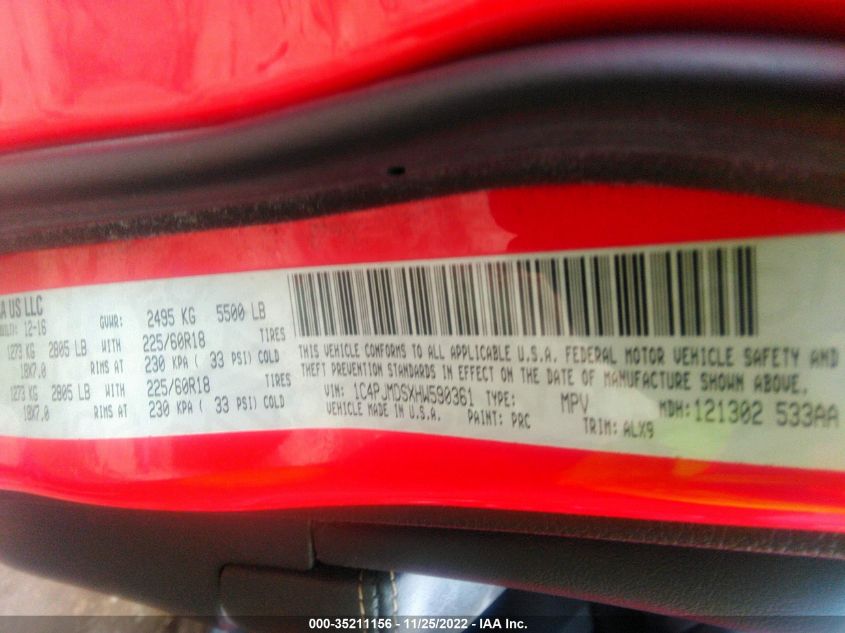 A US LLC
12-16 GVWR: 2495 KG 5500 LB
1273 KG 2805 LB WITH 225/60R18 TIRES
18X7.0 RIMS AT 230 KPA ( 33 PSI) COLD
1273 KG 2805 LB WITH 225/60R18 TIRES
18X7.0 RIMS AT 230 KPA ( 33 PSI) COLD
THIS VEHICLE CONFORMS TO ALL APPLICABLE U.S.A. FEDERAL MOTOR VEHICLE SAFETY AND
THEFT PREVENTION STANDARDS IN EFFECT ON THE DATE OF MANUFACTURE SHOWN ABOVE.
VIN: 1C4PJMDSXHW590361 TYPE: MPV MDH: 121302 533AA
VEHICLE MADE IN U.S.A. PAINT: PRC TRIM: ALX9
000-35211156 - 11/25/2022 - IAA Inc.